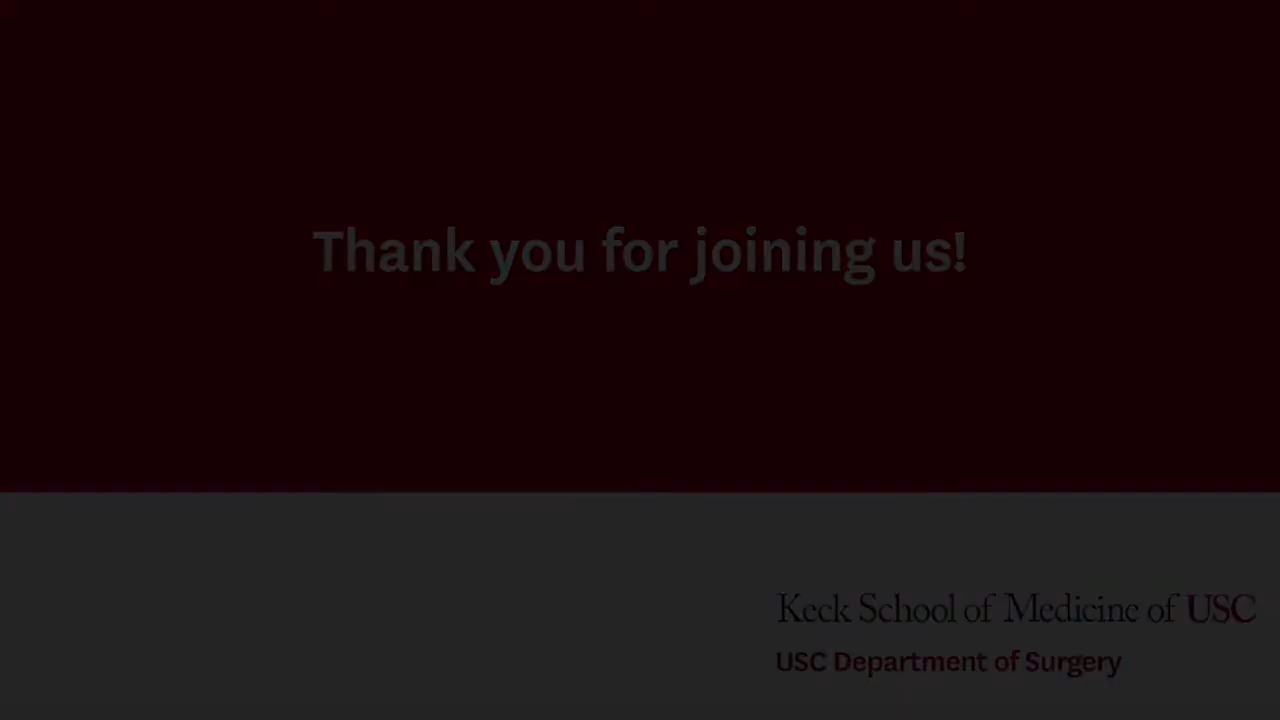 Thank you for joining us!
Keck School of Medicine of USC
USC Department of Surgery